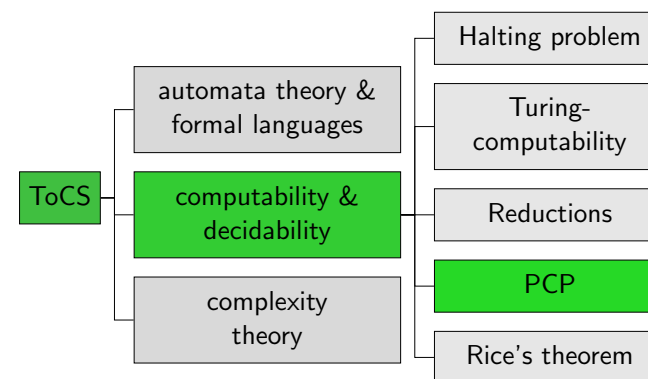 ToCS
automata theory &
formal languages
computability &
decidability
complexity
theory
Halting problem
Turing-
computability
Reductions
PCP
Rice's theorem